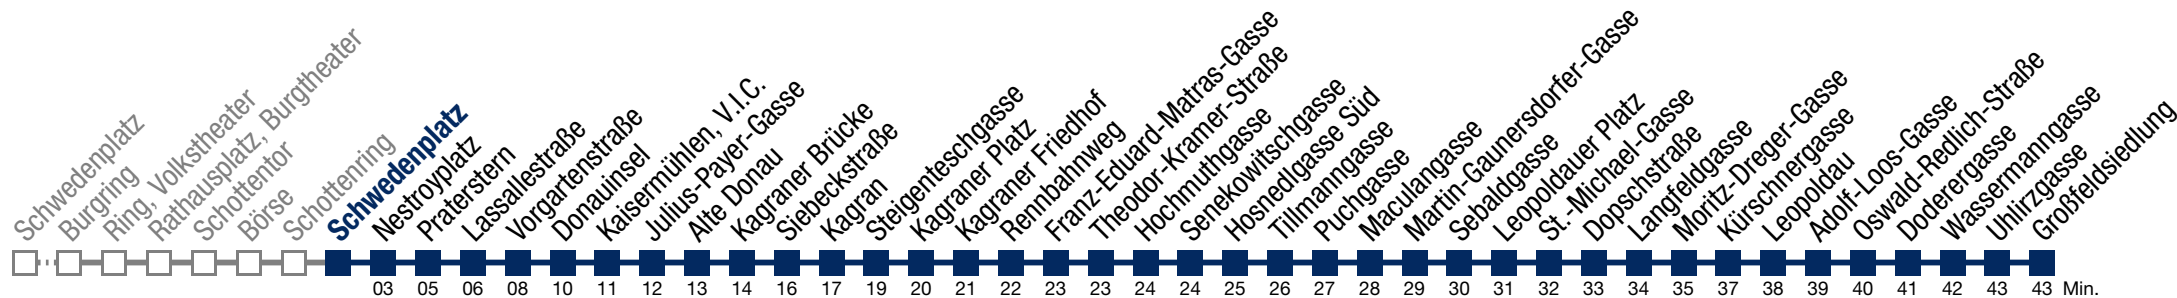 Schwedenplatz
Burgring
Ring, Volkstheater
Rathausplatz, Burgtheater
Schottentor
Börse
Schottenring
Schwedenplatz
Nestroyplatz
Praterstern
Lassallestraße
Vorgartenstraße
Donauinsel
Kaisermühlen, V.I.C.
Julius-Payer-Gasse
Alte Donau
Kagraner Brücke
Siebeckstraße
Kagran
Steigenteschgasse
Kagraner Platz
Kagraner Friedhof
Rennbahnweg
Franz-Eduard-Matras-Gasse
Theodor-Kramer-Straße
Hochmuthgasse
Senekowitschgasse
Hosnedlgasse Süd
Tillmanngasse
Puchgasse
Maculangasse
Martin-Gaunersdorfer-Gasse
Sebaldgasse
Leopoldauer Platz
St.-Michael-Gasse
Dopschstraße
Langfeldgasse
Moritz-Dreger-Gasse
Kürschnergasse
Leopoldau
Adolf-Loos-Gasse
Oswald-Redlich-Straße
Doderergasse
Wassermanngasse
Uhlirzgasse
Großfeldsiedlung
03 05 06 08 10 11 12 13 14 16 17 19 20 21 22 23 23 24 24 25 26 27 28 29 30 31 32 33 34 35 37 38 39 40 41 42 43 43 Min.